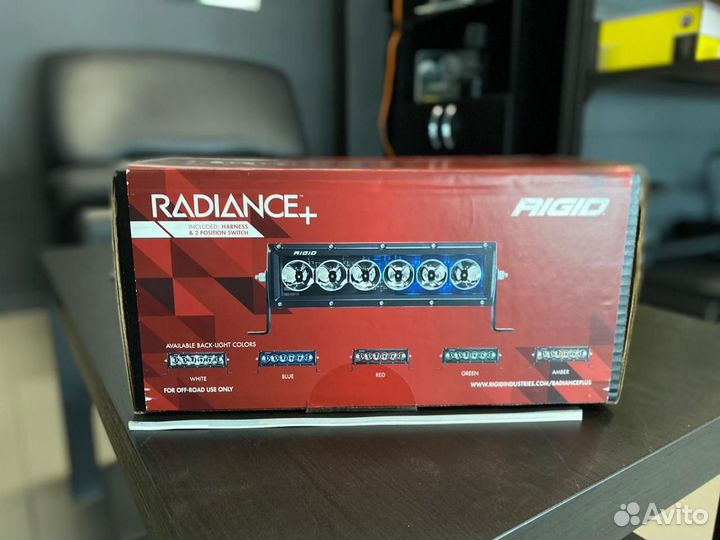 RADIANCE+™
RIGID
INCLUDED: HARNESS
& 2 POSITION SWITCH
RIGID
AVAILABLE BACK-LIGHT COLORS
WHITE
BLUE
RED
GREEN
AMBER
FOR OFF-ROAD USE ONLY
WWW.RIGIDINDUSTRIES.COM/RADIANCEPLUS
Avito